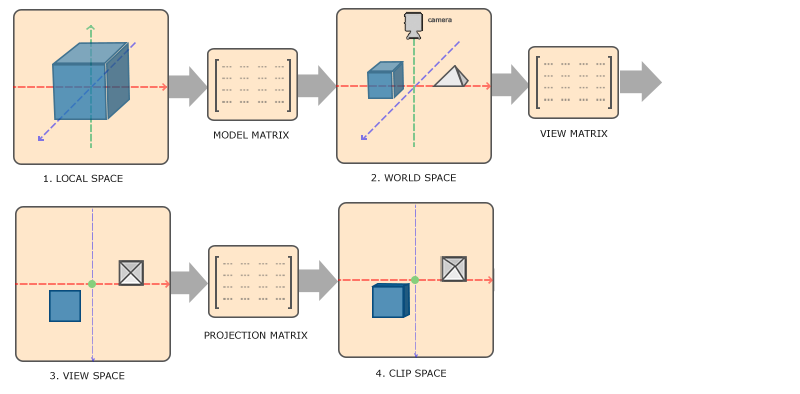 camera
MODEL MATRIX
VIEW MATRIX
1. LOCAL SPACE
2. WORLD SPACE
PROJECTION MATRIX
3. VIEW SPACE
4. CLIP SPACE